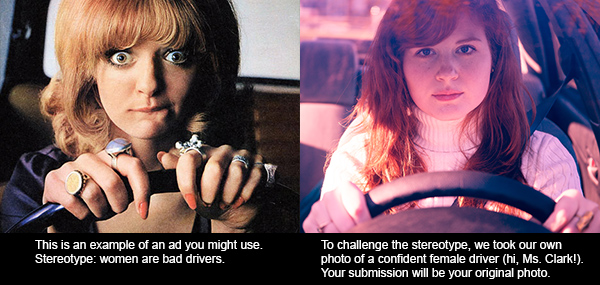 This is an example of an ad you might use.
Stereotype: women are bad drivers.
To challenge the stereotype, we took our own
photo of a confident female driver (hi, Ms. Clark!).
Your submission will be your original photo.